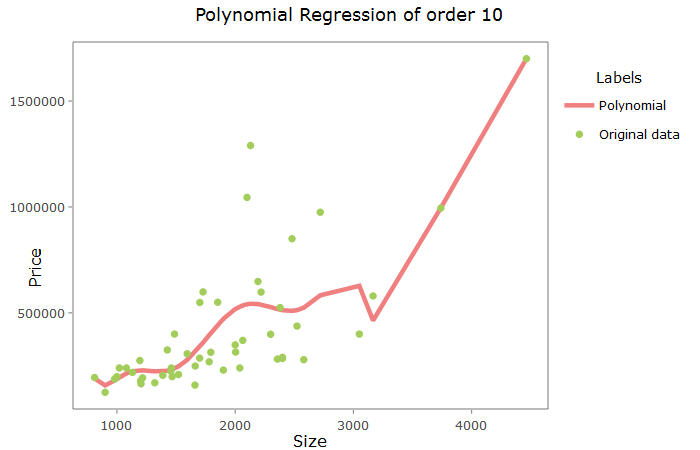 Polynomial Regression of order 10
Labels
Polynomial
Original data
Price
1500000
1000000
500000
1000
2000
3000
4000
Size